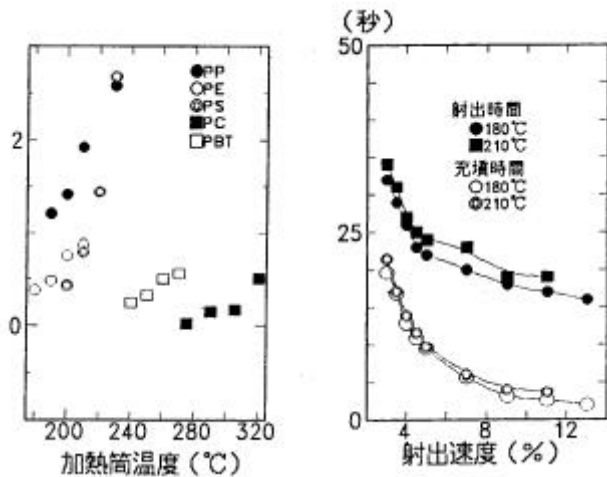 ●PP
○PE
◎PS
■PC
□PBT
2
0
200 240 280 320
加熱筒温度(℃)
(秒)
50
25
0
射出時間
●180℃
■210℃
充填時間
○180℃
◎210℃
4 8 12
射出速度(%)